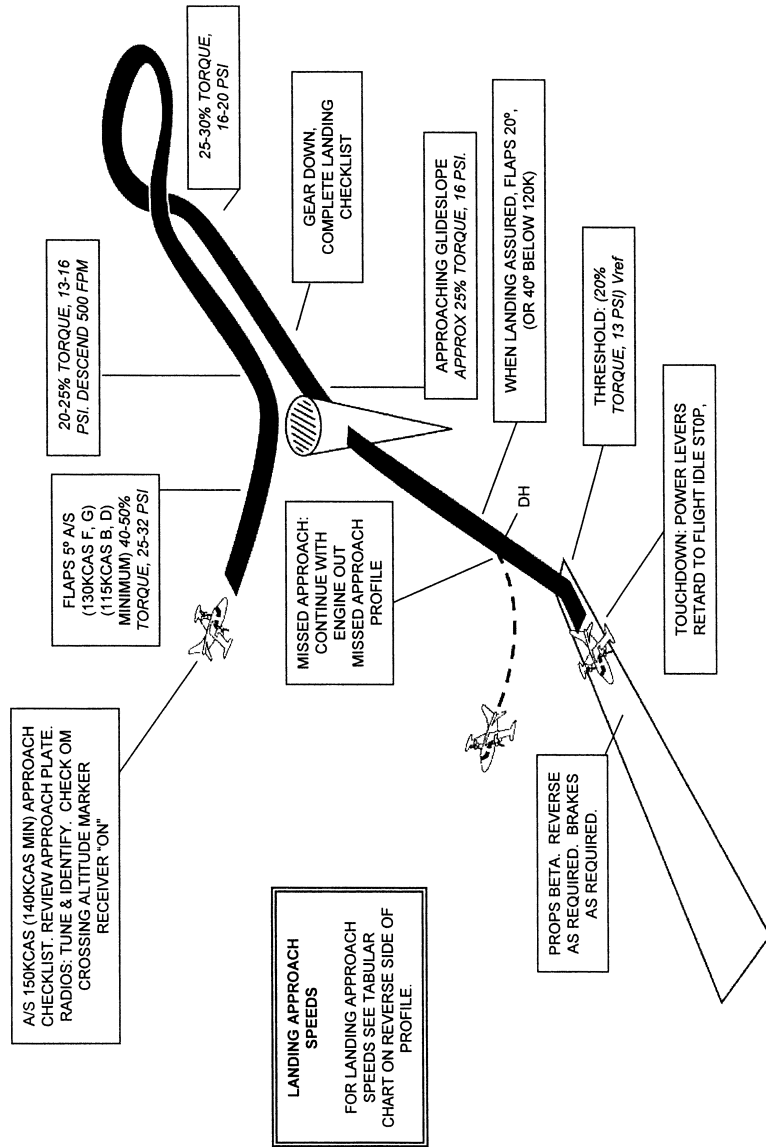 A/S 150KCAS (140KCAS MIN) APPROACH
CHECKLIST. REVIEW APPROACH PLATE.
RADIOS: TUNE & IDENTIFY. CHECK OM
CROSSING ALTITUDE MARKER
RECEIVER "ON"
FLAPS 5º A/S
(130KCAS F, G)
(115KCAS B, D)
MINIMUM) 40-50%
TORQUE, 25-32 PSI
20-25% TORQUE, 13-16
PSI. DESCEND 500 FPM
25-30% TORQUE,
16-20 PSI
GEAR DOWN,
COMPLETE LANDING
CHECKLIST
APPROACHING GLIDESLOPE
APPROX 25% TORQUE, 16 PSI.
WHEN LANDING ASSURED, FLAPS 20º,
(OR 40º BELOW 120K)
MISSED APPROACH:
CONTINUE WITH
ENGINE OUT
MISSED APPROACH
PROFILE
DH
THRESHOLD: (20%
TORQUE, 13 PSI) Vref
TOUCHDOWN: POWER LEVERS
RETARD TO FLIGHT IDLE ST0P,
PROPS BETA. REVERSE
AS REQUIRED. BRAKES
AS REQUIRED.
LANDING APPROACH
SPEEDS
FOR LANDING APPROACH
SPEEDS SEE TABULAR
CHART ON REVERSE SIDE OF
PROFILE.